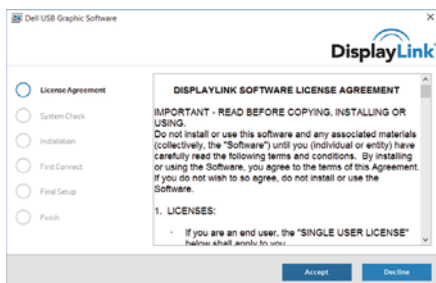 Dell USB Graphic Software
DisplayLink
License Agreement
System Check
Installation
First Connect
Final Setup
Finish
DISPLAYLINK SOFTWARE LICENSE AGREEMENT
IMPORTANT - READ BEFORE COPYING, INSTALLING OR
USING.
Do not install or use this software and any associated materials
(collectively, the "Software") until you (individual or entity) have
carefully read the following terms and conditions. By installing
or using the Software, you agree to the terms of this Agreement.
If you do not wish to so agree, do not install or use the
Software.
1. LICENSES:
· If you are an end user, the "SINGLE USER LICENSE"
below shall apply to you
Accept
Decline